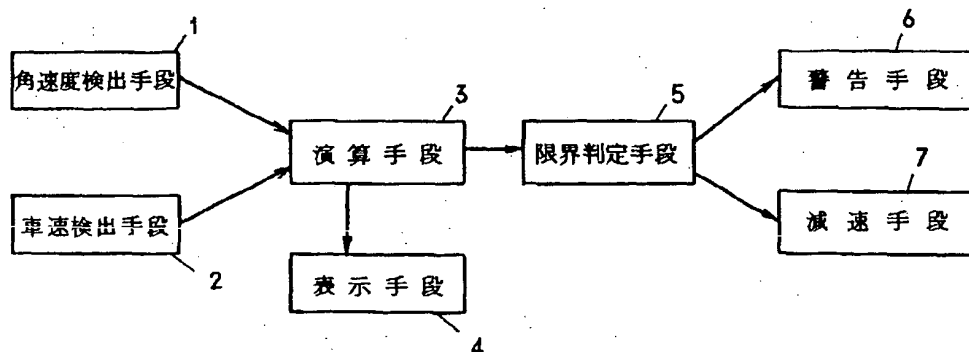 1
角速度検出手段
車速検出手段
2
3
演算手段
表示手段
4
5
限界判定手段
6
警告手段
7
減速手段